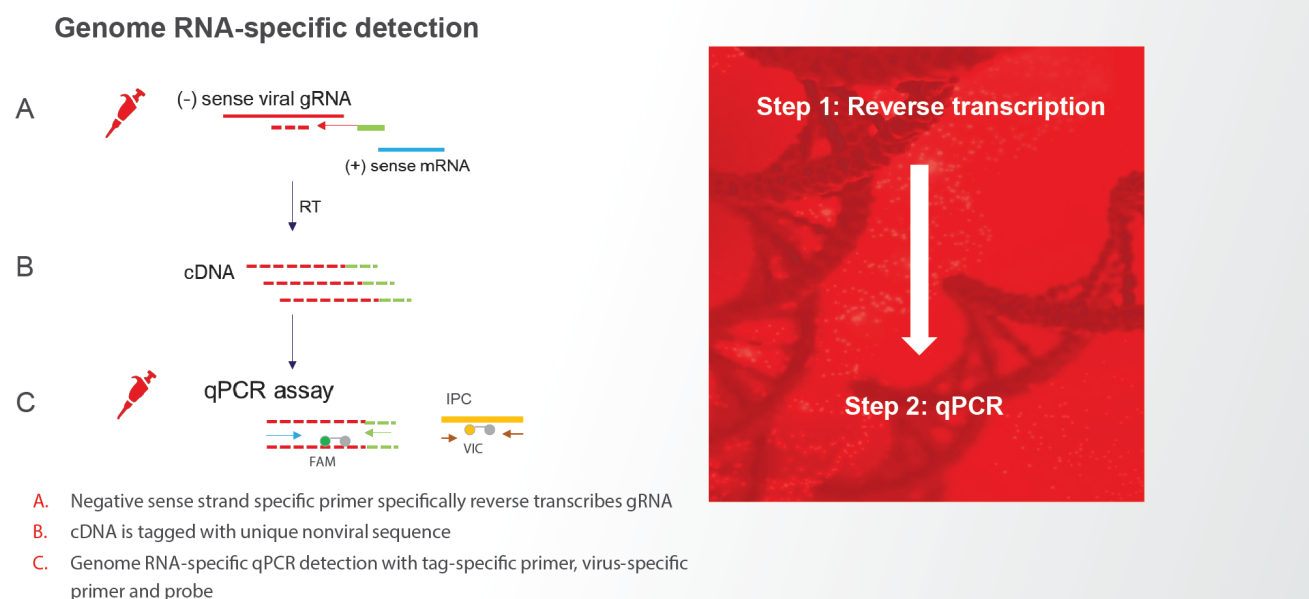 Genome RNA-specific detection
A
(-) sense viral gRNA
(+) sense mRNA
RT
B
cDNA
C
qPCR assay
FAM
IPC
VIC
A. Negative sense strand specific primer specifically reverse transcribes gRNA
B. cDNA is tagged with unique nonviral sequence
C. Genome RNA-specific qPCR detection with tag-specific primer, virus-specific
primer and probe
Step 1: Reverse transcription
Step 2: qPCR